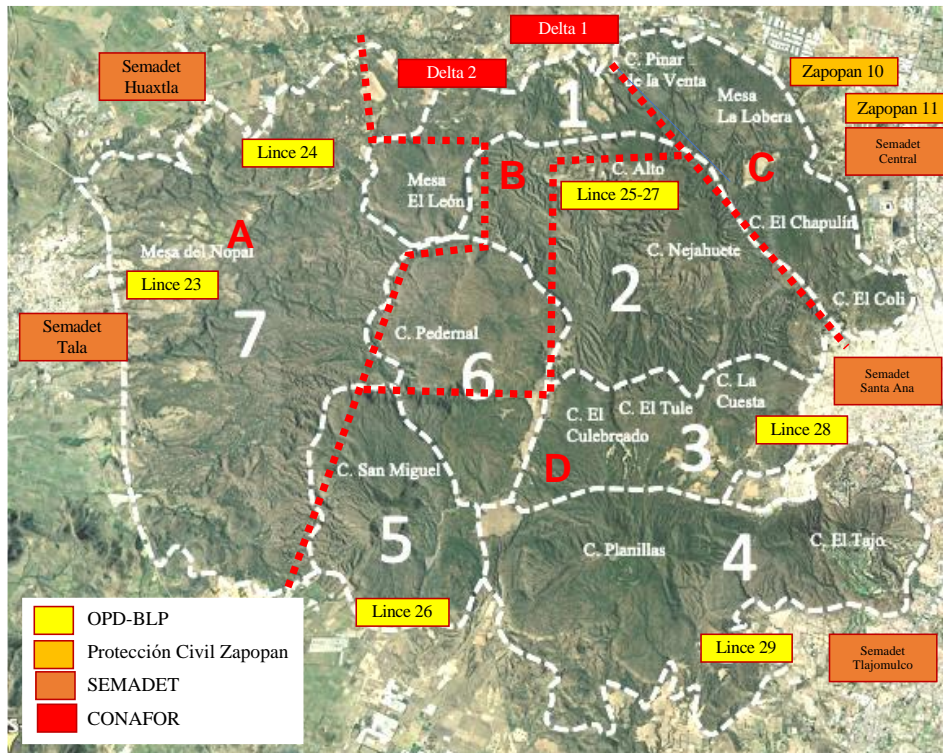 Delta 1
C. Pinar
de la Venta
Semadet
Huaxtla
Delta 2
Zapopan 10
Mesa
La Lobera
1
Zapopan 11
Semadet
Central
Lince 24
B
C
C. Alto
Mesa
El León
Lince 25-27
A
C. El Chapulín
Mesa del Nopal
C. Nejahuete
2
Lince 23
C. El Coli
7
Semadet
Tala
C. Pedernal
6
Semadet
Santa Ana
C. La
Cuesta
C. El Tule
C. El
Culebreado
3
Lince 28
D
C. San Miguel
5
C. Planillas
4
C. El Tajo
Lince 26
OPD-BLP
Protección Civil Zapopan
SEMADET
CONAFOR
Lince 29
Semadet
Tlajomulco